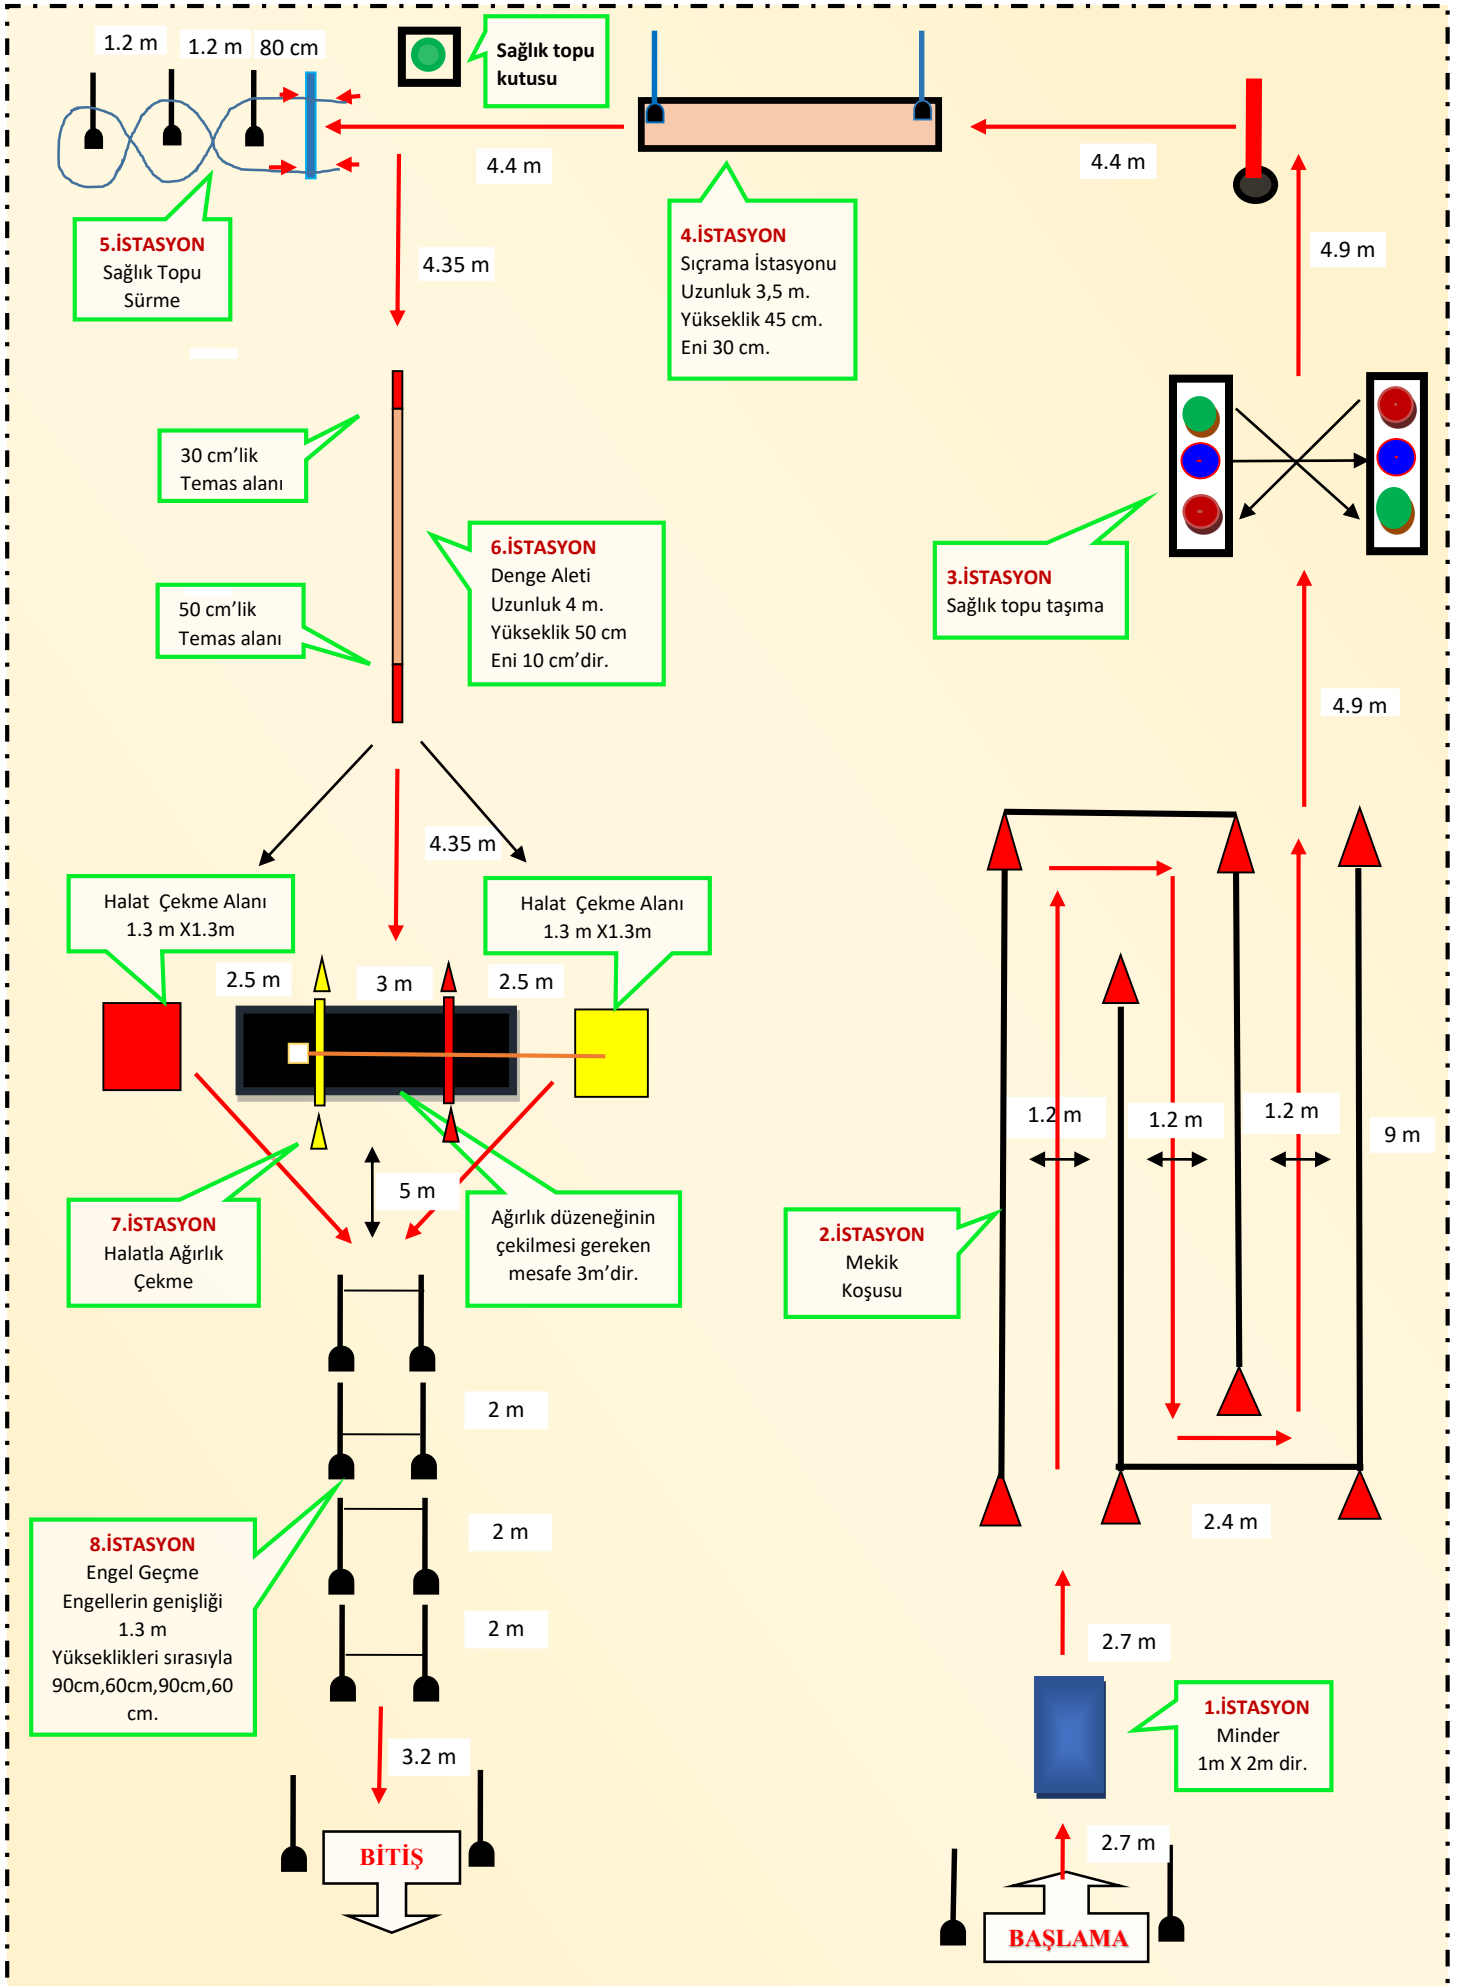 1.2 m
1.2 m
80 cm
Sağlık topu
kutusu
4.4 m
4.4 m
5.İSTASYON
Sağlık Topu
Sürme
4.35 m
4.İSTASYON
Sıçrama İstasyonu
Uzunluk 3,5 m.
Yükseklik 45 cm.
Eni 30 cm.
4.9 m
30 cm'lik
Temas alanı
6.İSTASYON
Denge Aleti
Uzunluk 4 m.
Yükseklik 50 cm
Eni 10 cm'dir.
50 cm'lik
Temas alanı
3.İSTASYON
Sağlık topu taşıma
4.9 m
4.35 m
Halat  Çekme Alanı
1.3 m X1.3m
Halat  Çekme Alanı
1.3 m X1.3m
2.5 m
3 m
2.5 m
1.2 m
1.2 m
1.2 m
9 m
5 m
7.İSTASYON
Halatla Ağırlık
Çekme
Ağırlık düzeneğinin
çekilmesi gereken
mesafe 3m'dir.
2.İSTASYON
Mekik
Koşusu
2 m
2 m
2 m
2.4 m
8.İSTASYON
Engel Geçme
Engellerin genişliği
1.3 m
Yükseklikleri sırasıyla
90cm,60cm,90cm,60
cm.
2.7 m
1.İSTASYON
Minder
1m X 2m dir.
3.2 m
2.7 m
BİTİŞ
BAŞLAMA